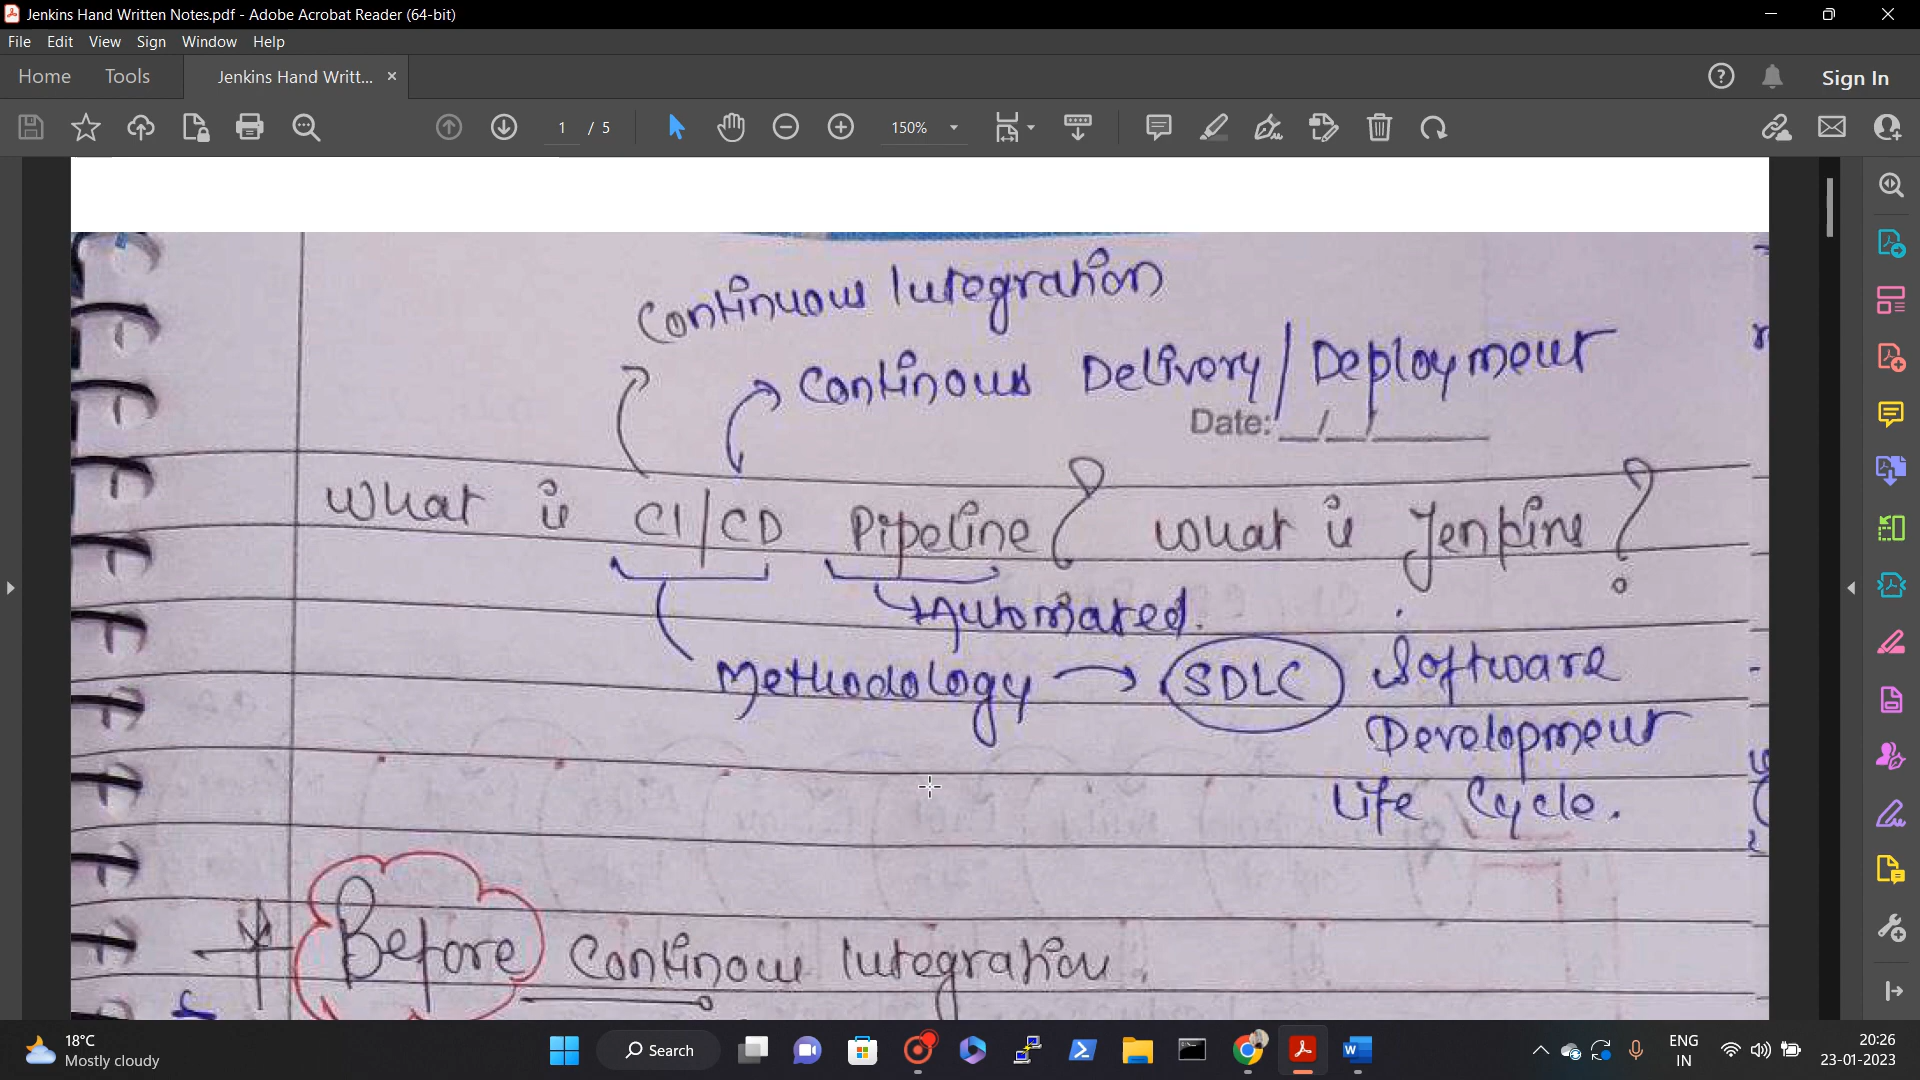 Jenkins Hand Written Notes.pdf - Adobe Acrobat Reader (64-bit)
File Edit View Sign Window Help
Home Tools Jenkins Hand Writt... × Sign In
1 / 5 150%
Continuous Integration
Continous Delivery/Deployment
Date: __/__/______
What is CI/CD Pipeline? What is Jenkins?
Automated.
Methodology → SDLC Software
Development
Life Cycle.
Before Continous Integration.
18°C
Mostly cloudy
Search
ENG
IN
20:26
23-01-2023